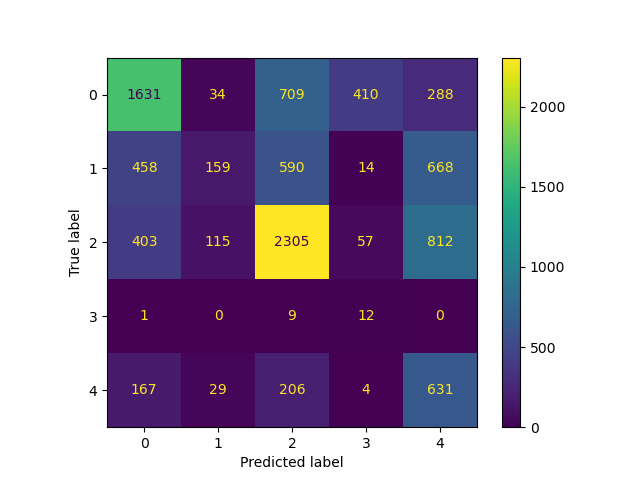 0 1631 34 709 410 288
1 458 159 590 14 668
2 403 115 2305 57 812
3 1 0 9 12 0
4 167 29 206 4 631
0 1 2 3 4
Predicted label
True label
2000
1500
1000
500
0